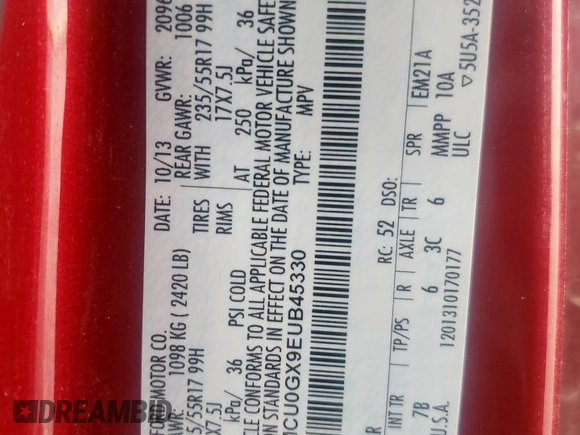 FORD MOTOR CO. DATE: 10/13 GVWR: 2096
1098 KG ( 2420 LB) REAR GAWR: 1006
5/55R17 99H TIRES WITH 235/55R17 99H
X7.5J RIMS 17X7.5J
kPa/ 36 PSI COLD AT 250 kPa/ 36
CLE CONFORMS TO ALL APPLICABLE FEDERAL MOTOR VEHICLE SAFE
ON STANDARDS IN EFFECT ON THE DATE OF MANUFACTURE SHOWN
MCU0GX9EUB45330 TYPE: MPV
RC: 52 DSO:
R INT TR TP/PS R AXLE TR SPR EM21A
7B 6 3C 6 MMPP 10A
U.S.A. 1201310170177 ULC ▽5U5A-352
DREAMBID